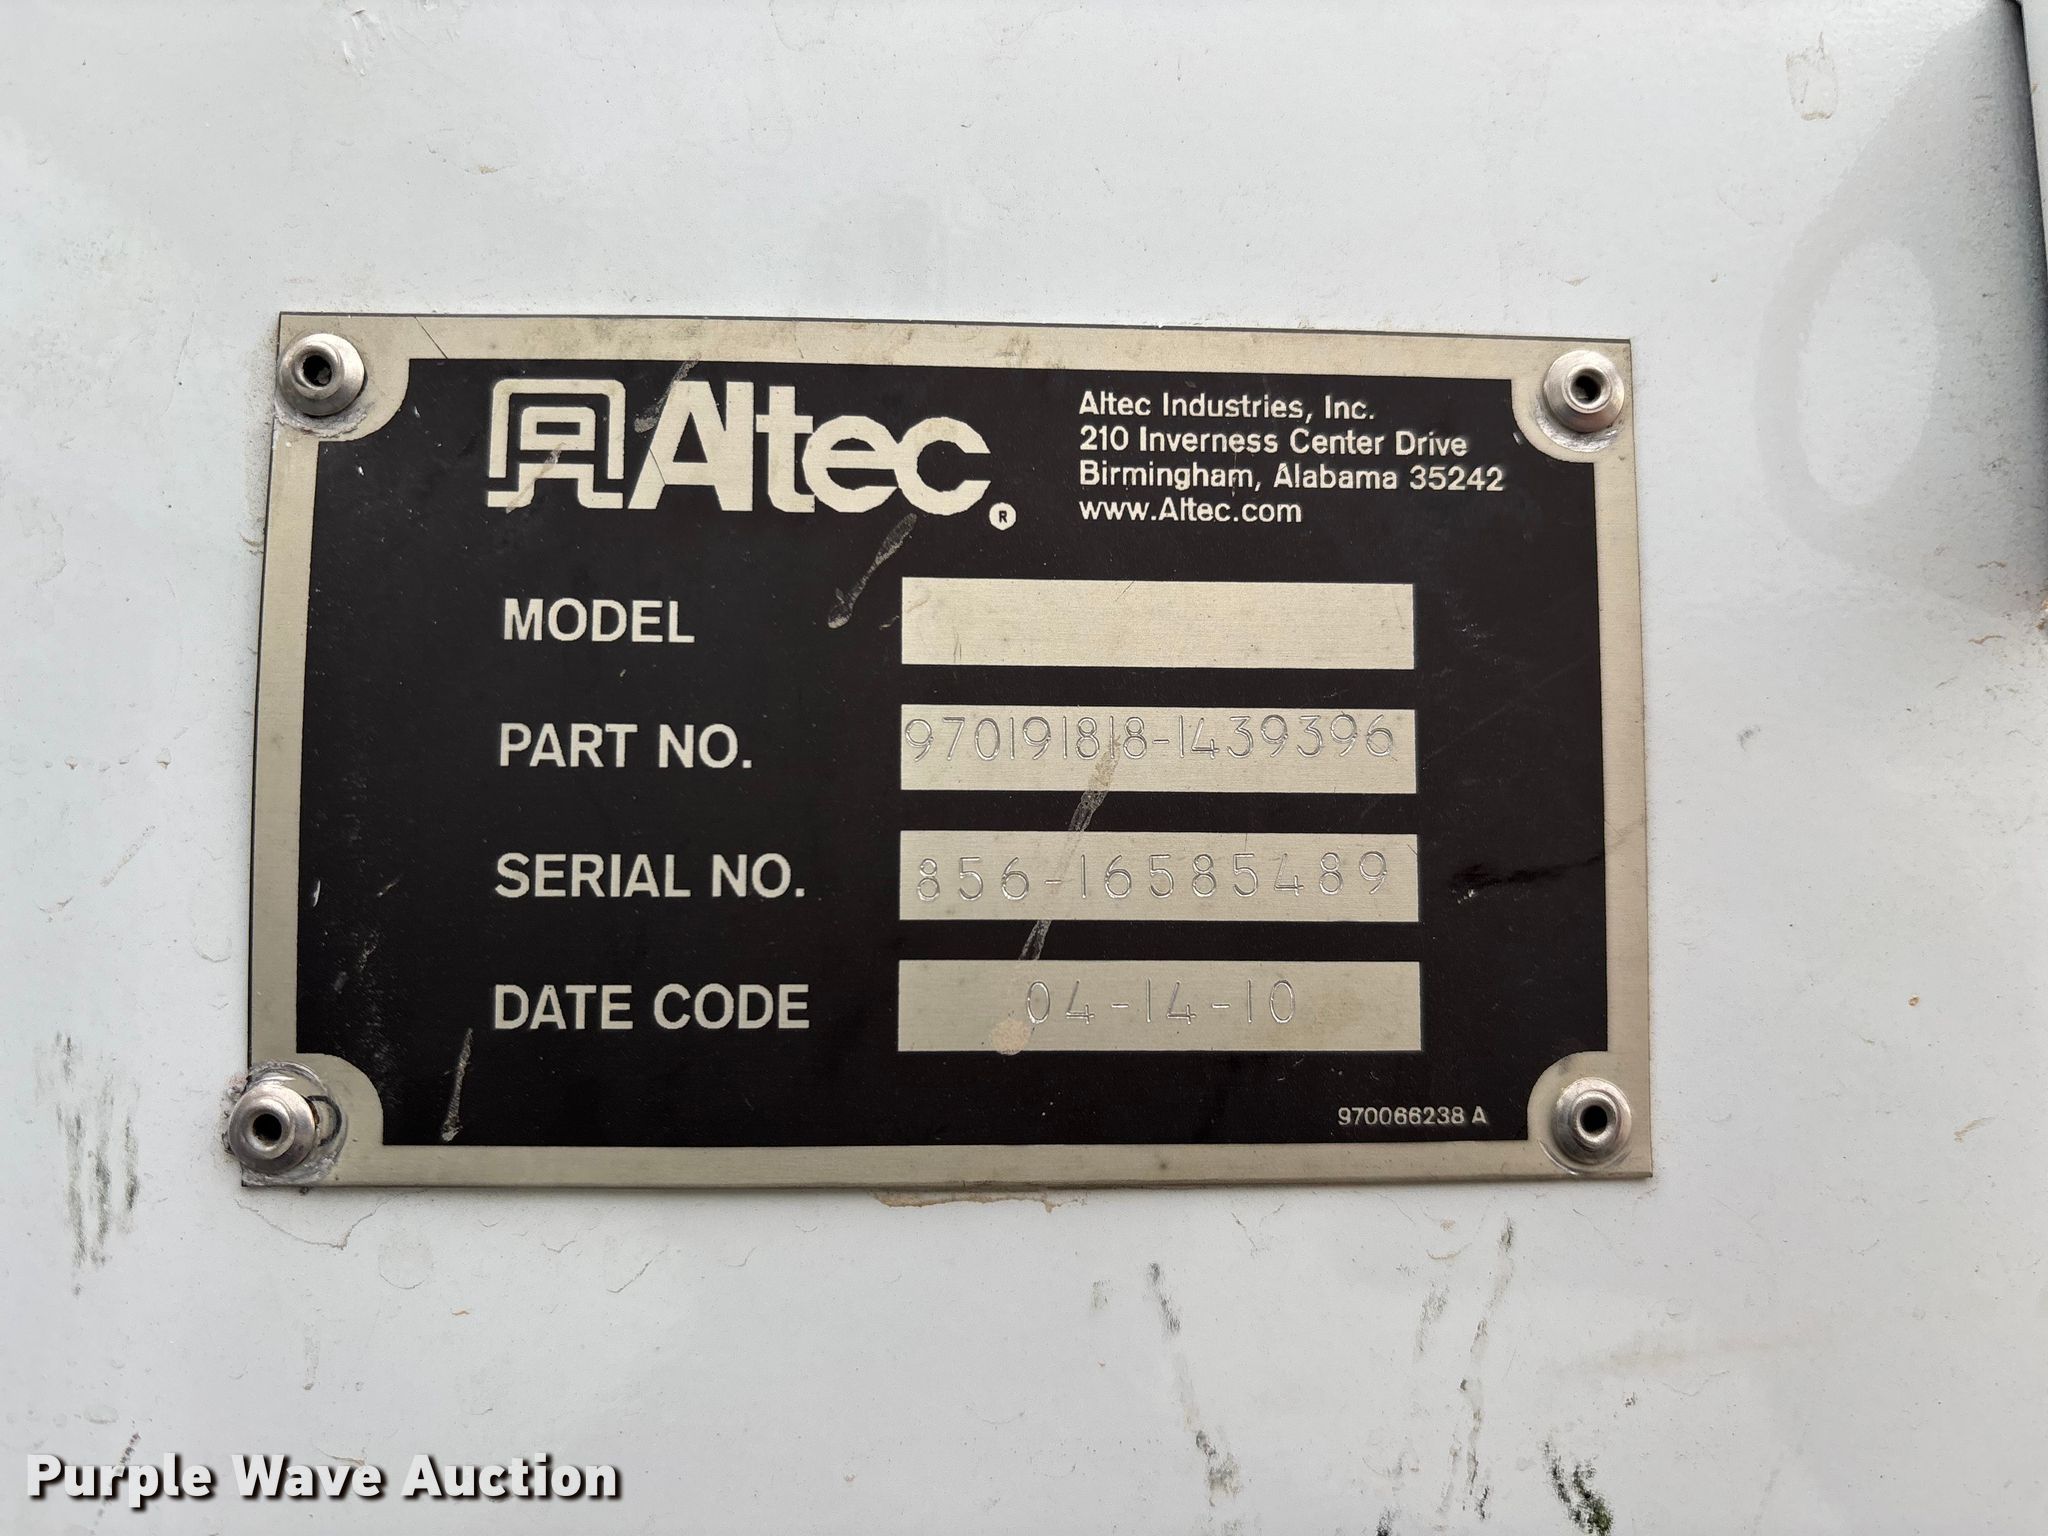 Altec®
Altec Industries, Inc.
210 Inverness Center Drive
Birmingham, Alabama 35242
www.Altec.com
MODEL
PART NO. 970191818-1439396
SERIAL NO. 856-16585489
DATE CODE 04-14-10
970066238 A
Purple Wave Auction